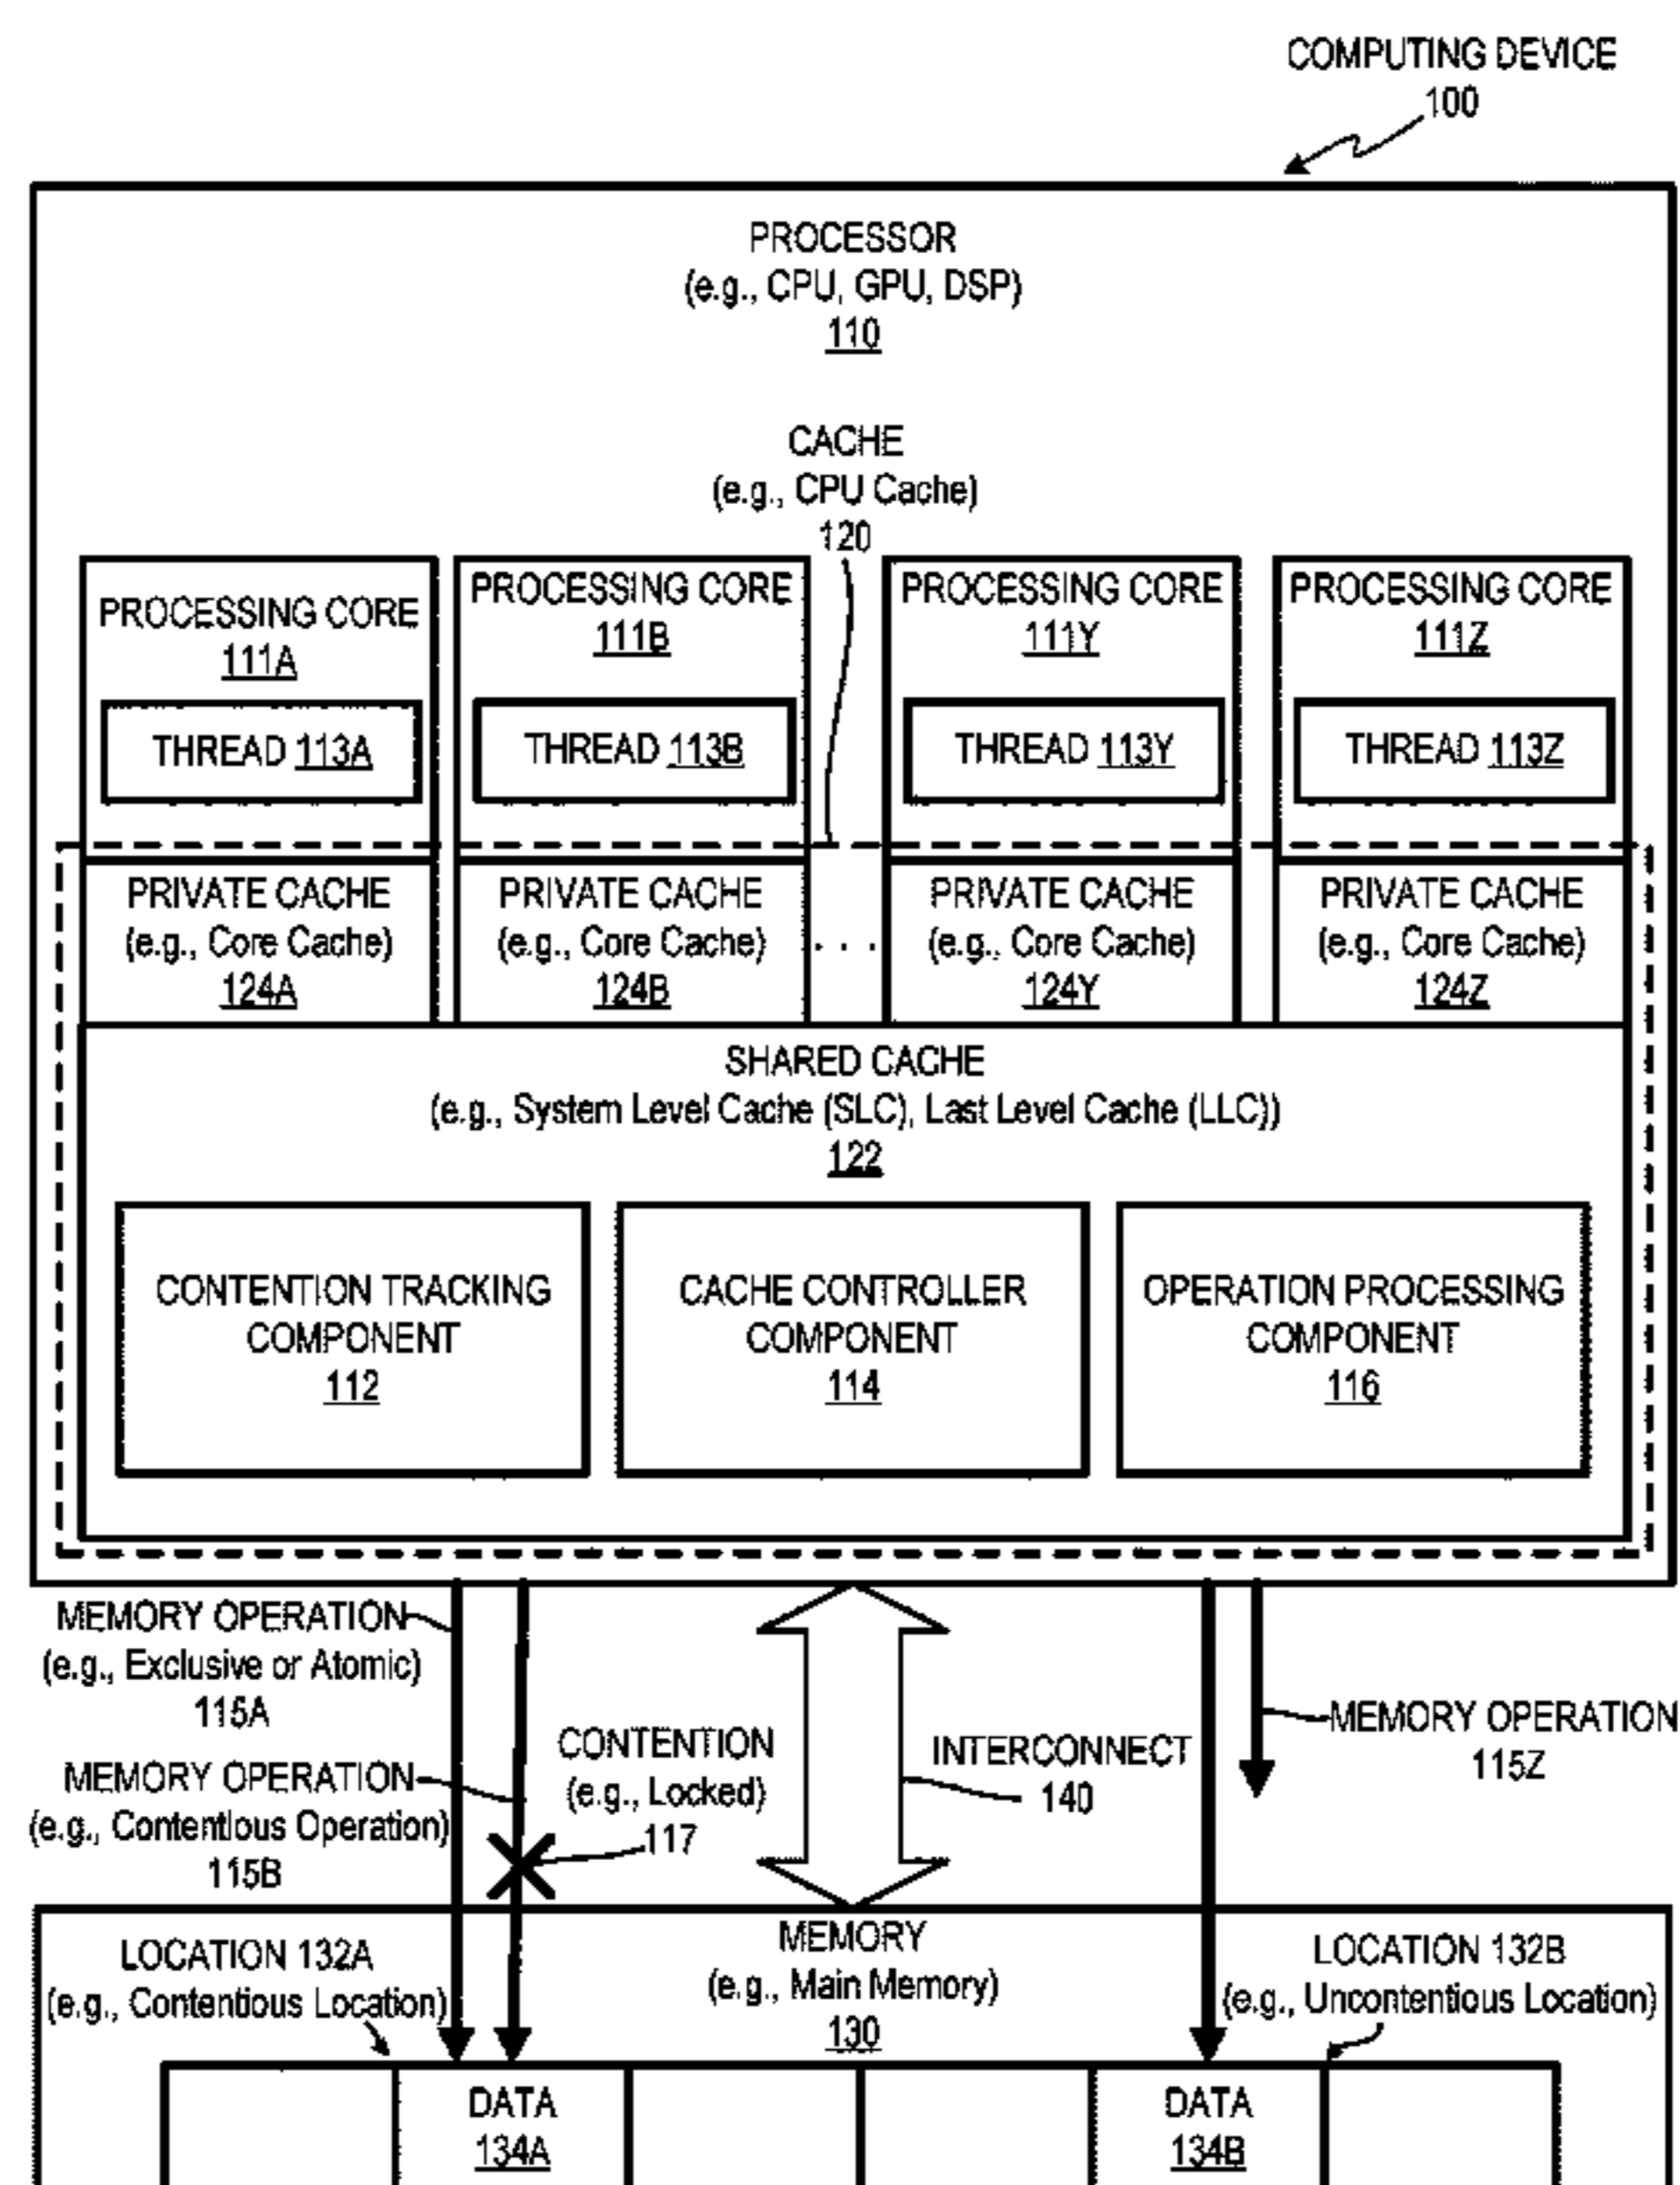 COMPUTING DEVICE
100
PROCESSOR
(e.g., CPU, GPU, DSP)
110
CACHE
(e.g., CPU Cache)
120
PROCESSING CORE
111A
THREAD 113A
PROCESSING CORE
111B
THREAD 113B
PROCESSING CORE
111Y
THREAD 113Y
PROCESSING CORE
111Z
THREAD 113Z
PRIVATE CACHE
(e.g., Core Cache)
124A
PRIVATE CACHE
(e.g., Core Cache)
124B
. . .
PRIVATE CACHE
(e.g., Core Cache)
124Y
PRIVATE CACHE
(e.g., Core Cache)
124Z
SHARED CACHE
(e.g., System Level Cache (SLC), Last Level Cache (LLC))
122
CONTENTION TRACKING
COMPONENT
112
CACHE CONTROLLER
COMPONENT
114
OPERATION PROCESSING
COMPONENT
116
MEMORY OPERATION
(e.g., Exclusive or Atomic)
115A
MEMORY OPERATION
(e.g., Contentious Operation)
115B
CONTENTION
(e.g., Locked)
117
INTERCONNECT
140
MEMORY OPERATION
115Z
LOCATION 132A
(e.g., Contentious Location)
MEMORY
(e.g., Main Memory)
130
LOCATION 132B
(e.g., Uncontentious Location)
DATA
134A
DATA
134B